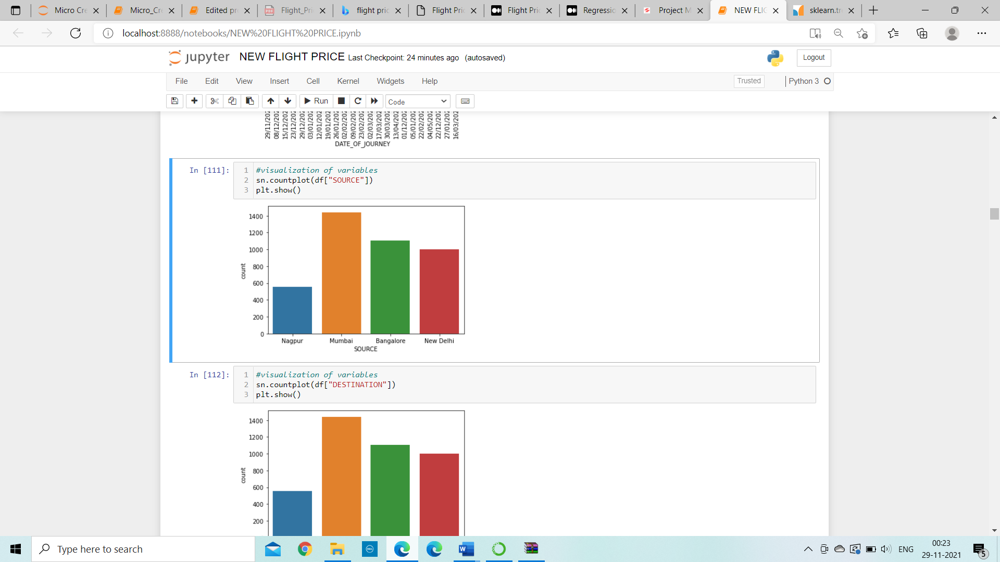 Micro Cre
Micro_Cre
Edited pr
Flight_Pri
flight pric
Flight Pric
Flight Pric
Regressio
Project M
NEW FLIG
sklearn.tr
localhost:8888/notebooks/NEW%20FLIGHT%20PRICE.ipynb
jupyter NEW FLIGHT PRICE Last Checkpoint: 24 minutes ago (autosaved)
Logout
File Edit View Insert Cell Kernel Widgets Help
Trusted
Python 3
Run
Code
29/11/202
08/12/202
15/12/202
23/12/202
29/12/202
03/01/202
12/01/202
19/01/202
26/01/202
02/02/202
09/02/202
23/02/202
02/03/202
17/03/202
30/03/202
13/04/202
01/12/202
05/01/202
22/02/202
04/05/202
22/12/202
27/01/202
16/03/202
DATE_OF_JOURNEY
In [111]:
1 #visualization of variables
2 sn.countplot(df["SOURCE"])
3 plt.show()
1400
1200
1000
800
600
400
200
0
count
Nagpur Mumbai Bangalore New Delhi
SOURCE
In [112]:
1 #visualization of variables
2 sn.countplot(df["DESTINATION"])
3 plt.show()
1400
1200
1000
800
600
400
200
count
Type here to search
DELL
W
ENG
00:23
29-11-2021
5